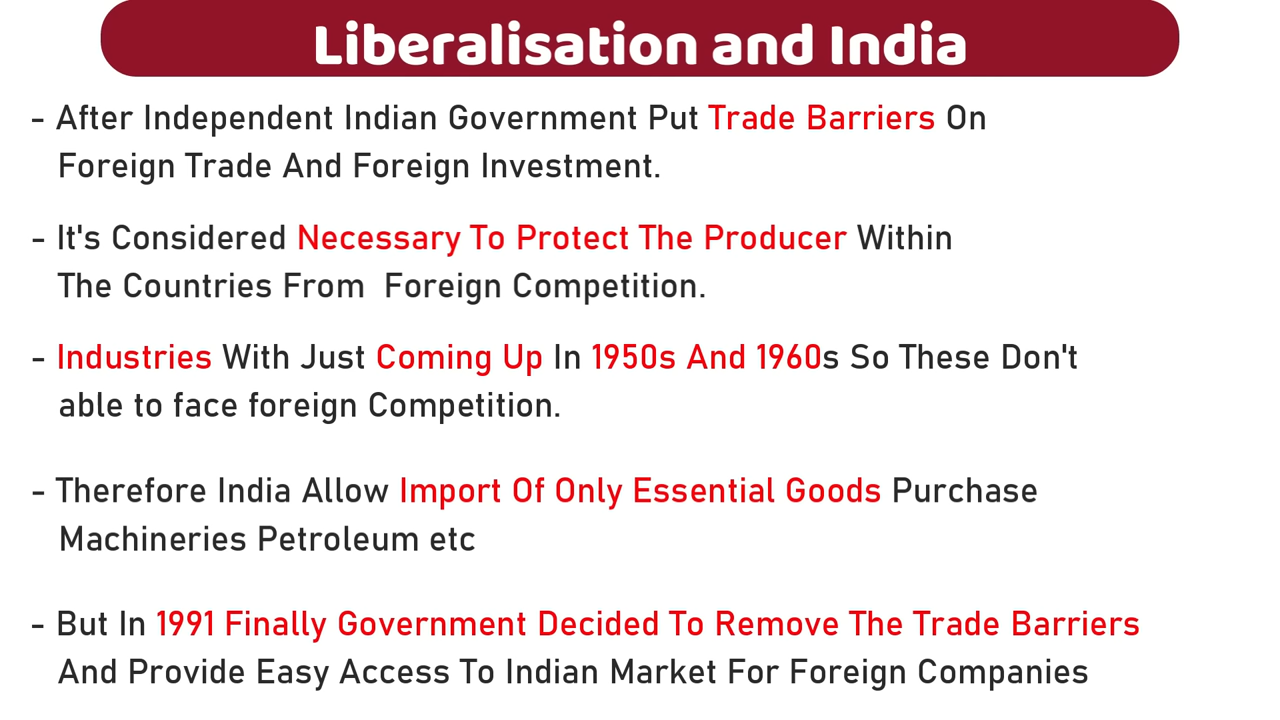 Liberalisation and India
- After Independent Indian Government Put Trade Barriers On
Foreign Trade And Foreign Investment.
- It's Considered Necessary To Protect The Producer Within
The Countries From  Foreign Competition.
- Industries With Just Coming Up In 1950s And 1960s So These Don't
able to face foreign Competition.
- Therefore India Allow Import Of Only Essential Goods Purchase
Machineries Petroleum etc
- But In 1991 Finally Government Decided To Remove The Trade Barriers
And Provide Easy Access To Indian Market For Foreign Companies